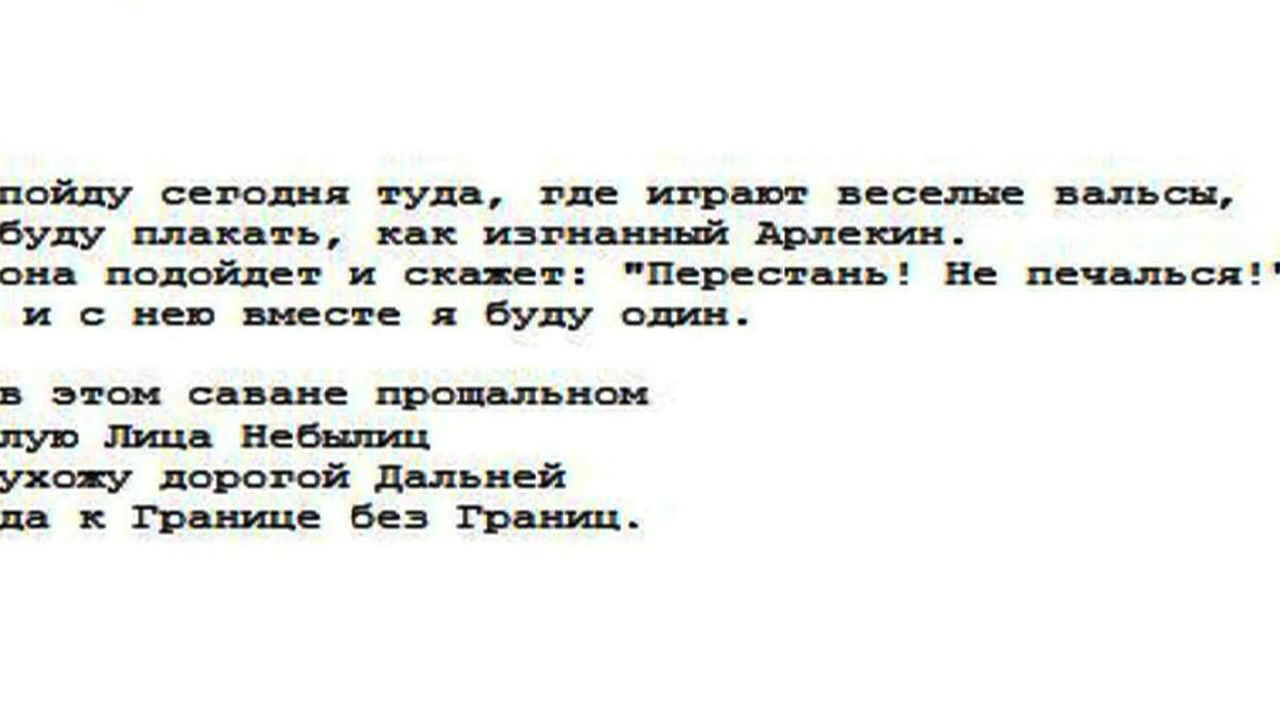 пойду сегодня туда, где играют веселые вальсы,
буду плакать, как изгнанный Арлекин.
она подойдет и скажет: "Перестань! Не печалься!"
и с нею вместе я буду один.
в этом саване прощальном
лую Лица Небылиц
ухожу дорогой Дальней
да к Границе без Границ.